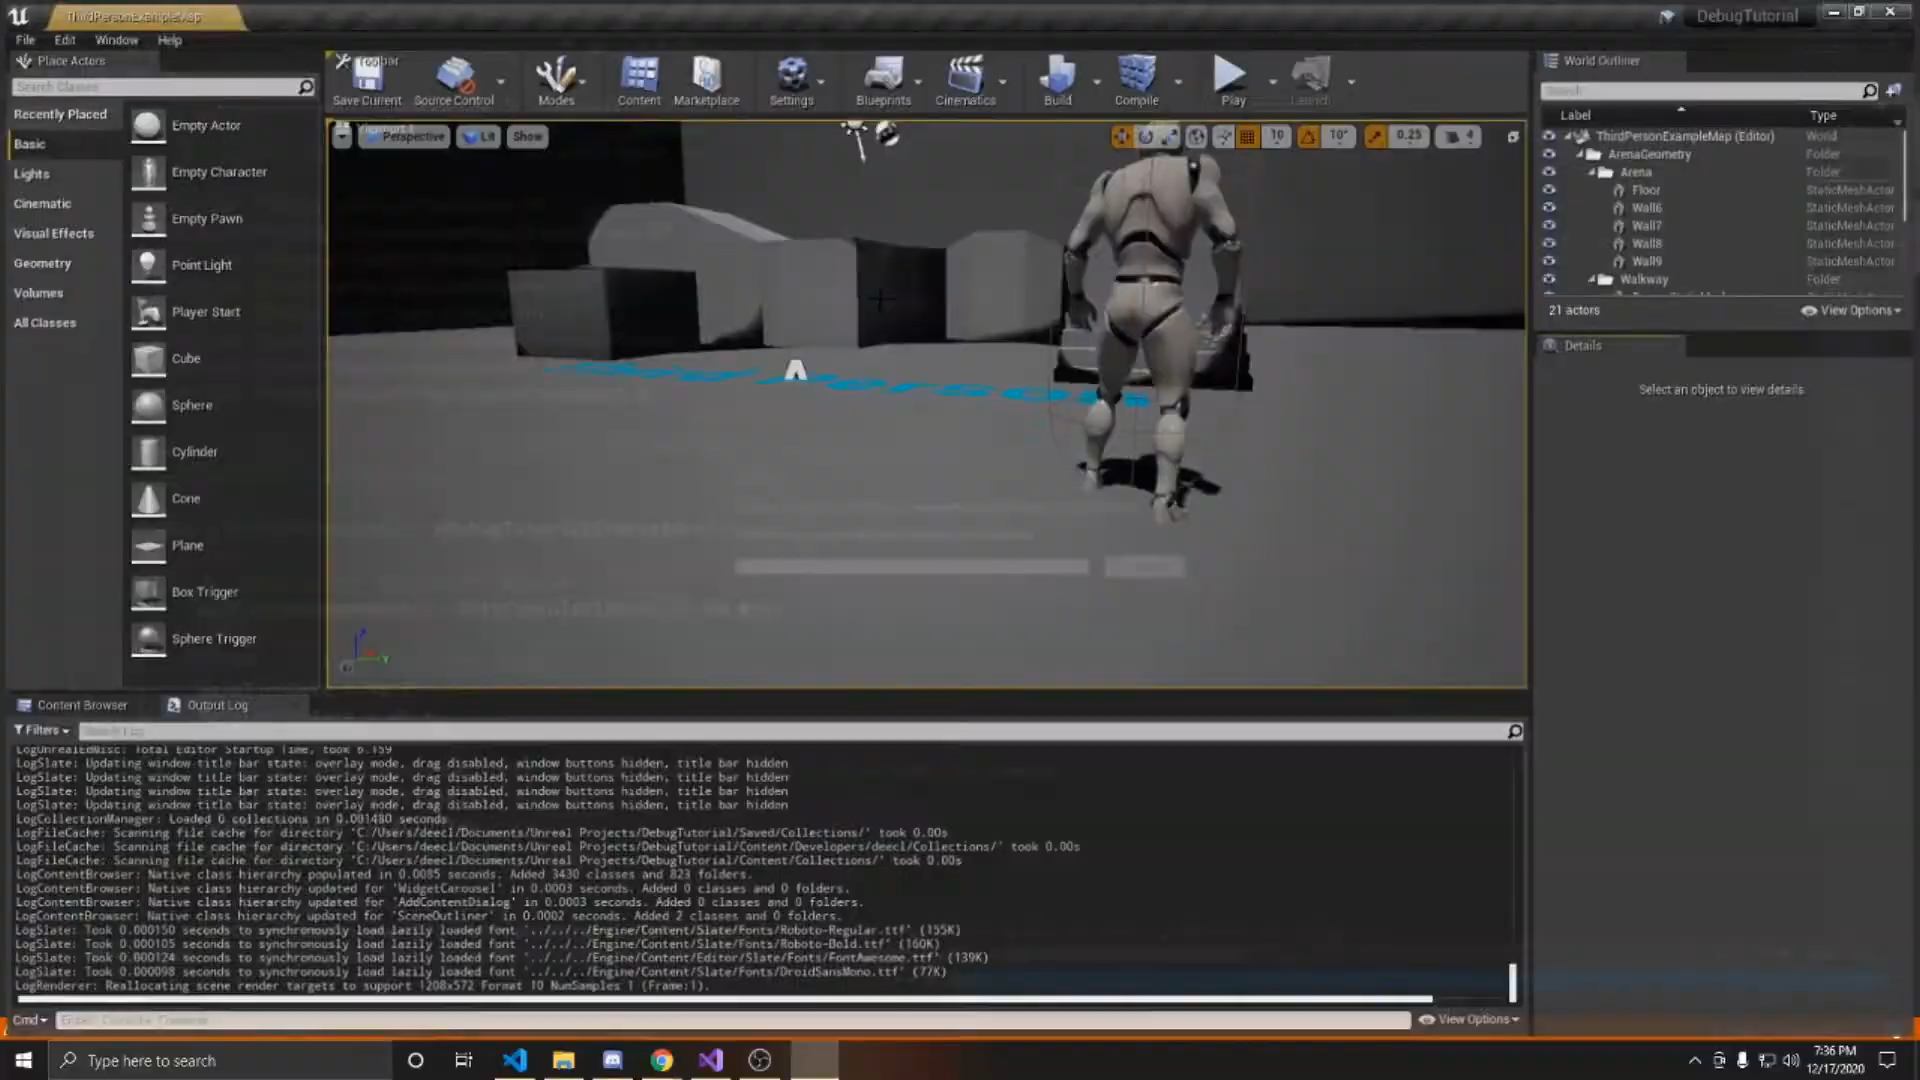 ThirdPersonExampleMap
DebugTutorial
File Edit Window Help
Place Actors
Search Classes
Recently Placed
Basic
Lights
Cinematic
Visual Effects
Geometry
Volumes
All Classes
Empty Actor
Empty Character
Empty Pawn
Point Light
Player Start
Cube
Sphere
Cylinder
Cone
Plane
Box Trigger
Sphere Trigger
Toolbar
Save Current
Source Control
Modes
Content
Marketplace
Settings
Blueprints
Cinematics
Build
Compile
Play
Launch
Perspective
Lit
Show
10
10°
0.25
4
World Outliner
Search
Label Type
ThirdPersonExampleMap (Editor) World
ArenaGeometry Folder
Arena Folder
Floor StaticMeshActor
Wall6 StaticMeshActor
Wall7 StaticMeshActor
Wall8 StaticMeshActor
Wall9 StaticMeshActor
Walkway Folder
21 actors
View Options
Details
Select an object to view details
Content Browser
Output Log
Filters
Search Log
LogUnrealEdMisc: Total Editor Startup Time, took 6.159
LogSlate: Updating window title bar state: overlay mode, drag disabled, window buttons hidden, title bar hidden
LogSlate: Updating window title bar state: overlay mode, drag disabled, window buttons hidden, title bar hidden
LogSlate: Updating window title bar state: overlay mode, drag disabled, window buttons hidden, title bar hidden
LogSlate: Updating window title bar state: overlay mode, drag disabled, window buttons hidden, title bar hidden
LogCollectionManager: Loaded 0 collections in 0.001480 seconds
LogFileCache: Scanning file cache for directory 'C:/Users/deecl/Documents/Unreal Projects/DebugTutorial/Saved/Collections/' took 0.00s
LogFileCache: Scanning file cache for directory 'C:/Users/deecl/Documents/Unreal Projects/DebugTutorial/Content/Developers/deecl/Collections/' took 0.00s
LogFileCache: Scanning file cache for directory 'C:/Users/deecl/Documents/Unreal Projects/DebugTutorial/Content/Collections/' took 0.00s
LogContentBrowser: Native class hierarchy populated in 0.0085 seconds. Added 3430 classes and 823 folders.
LogContentBrowser: Native class hierarchy updated for 'WidgetCarousel' in 0.0003 seconds. Added 0 classes and 0 folders.
LogContentBrowser: Native class hierarchy updated for 'AddContentDialog' in 0.0003 seconds. Added 0 classes and 0 folders.
LogContentBrowser: Native class hierarchy updated for 'SceneOutliner' in 0.0002 seconds. Added 2 classes and 0 folders.
LogSlate: Took 0.000150 seconds to synchronously load lazily loaded font '../../../Engine/Content/Slate/Fonts/Roboto-Regular.ttf' (155K)
LogSlate: Took 0.000105 seconds to synchronously load lazily loaded font '../../../Engine/Content/Slate/Fonts/Roboto-Bold.ttf' (160K)
LogSlate: Took 0.000124 seconds to synchronously load lazily loaded font '../../../Engine/Content/Editor/Slate/Fonts/FontAwesome.ttf' (139K)
LogSlate: Took 0.000098 seconds to synchronously load lazily loaded font '../../../Engine/Content/Slate/Fonts/DroidSansMono.ttf' (77K)
LogRenderer: Reallocating scene render targets to support 1208x572 Format 10 NumSamples 1 (Frame:1).
Cmd
Enter Console Command
View Options
Type here to search
7:36 PM
12/17/2020